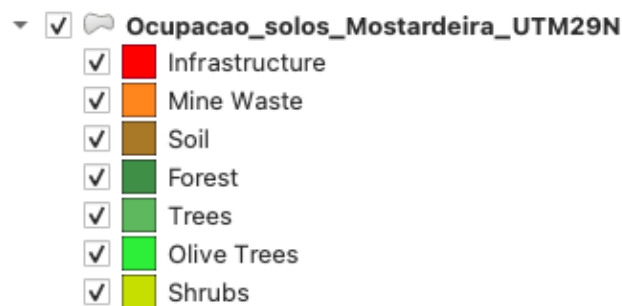 Ocupacao_solos_Mostardeira_UTM29N
Infrastructure
Mine Waste
Soil
Forest
Trees
Olive Trees
Shrubs